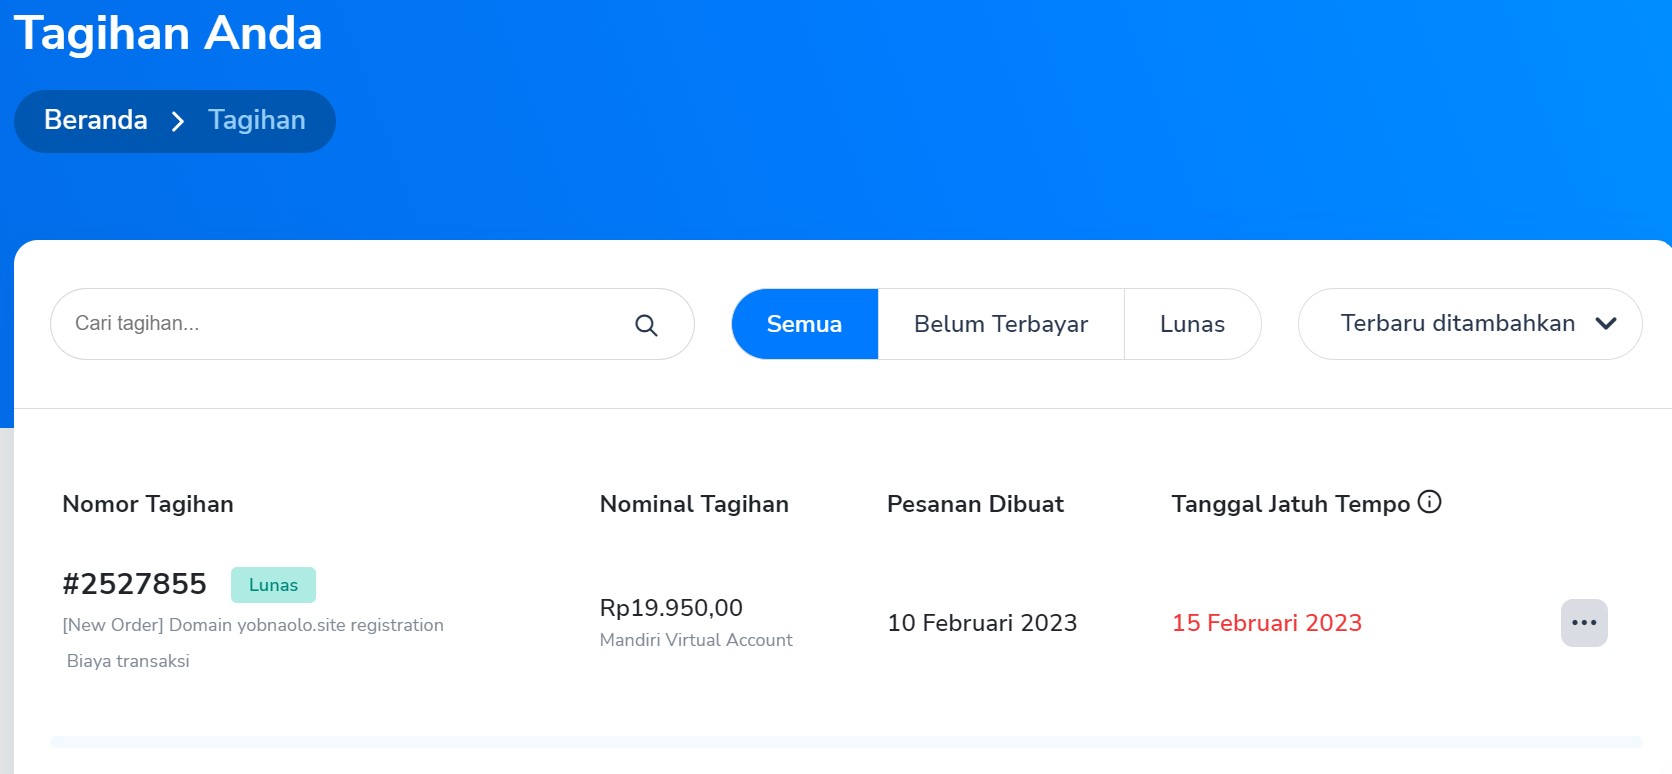 Tagihan Anda
Beranda > Tagihan
Cari tagihan...
Semua
Belum Terbayar
Lunas
Terbaru ditambahkan
Nomor Tagihan
Nominal Tagihan
Pesanan Dibuat
Tanggal Jatuh Tempo
#2527855
Lunas
[New Order] Domain yobnaolo.site registration
Biaya transaksi
Rp19.950,00
Mandiri Virtual Account
10 Februari 2023
15 Februari 2023